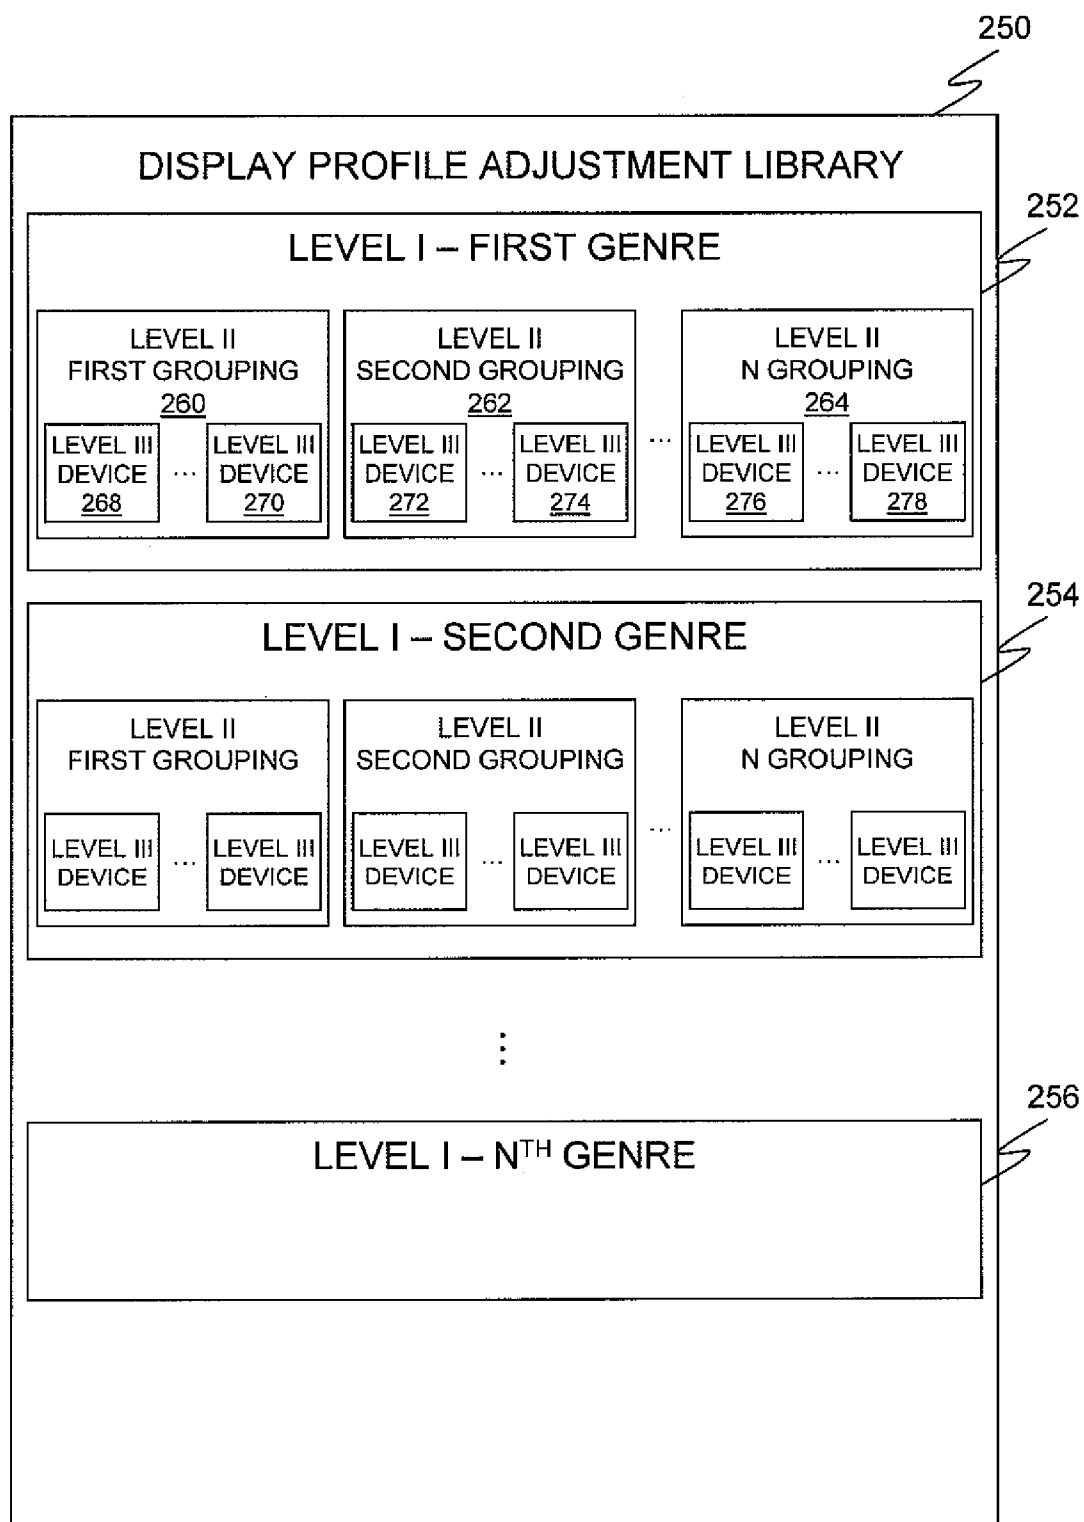 250
DISPLAY PROFILE ADJUSTMENT LIBRARY
252
LEVEL I – FIRST GENRE
LEVEL II
FIRST GROUPING
260
LEVEL III
DEVICE
268
...
LEVEL III
DEVICE
270
LEVEL II
SECOND GROUPING
262
LEVEL III
DEVICE
272
...
LEVEL III
DEVICE
274
...
LEVEL II
N GROUPING
264
LEVEL III
DEVICE
276
...
LEVEL III
DEVICE
278
254
LEVEL I – SECOND GENRE
LEVEL II
FIRST GROUPING
LEVEL III
DEVICE
...
LEVEL III
DEVICE
LEVEL II
SECOND GROUPING
LEVEL III
DEVICE
...
LEVEL III
DEVICE
...
LEVEL II
N GROUPING
LEVEL III
DEVICE
...
LEVEL III
DEVICE
⋮
256
LEVEL I – NTH GENRE